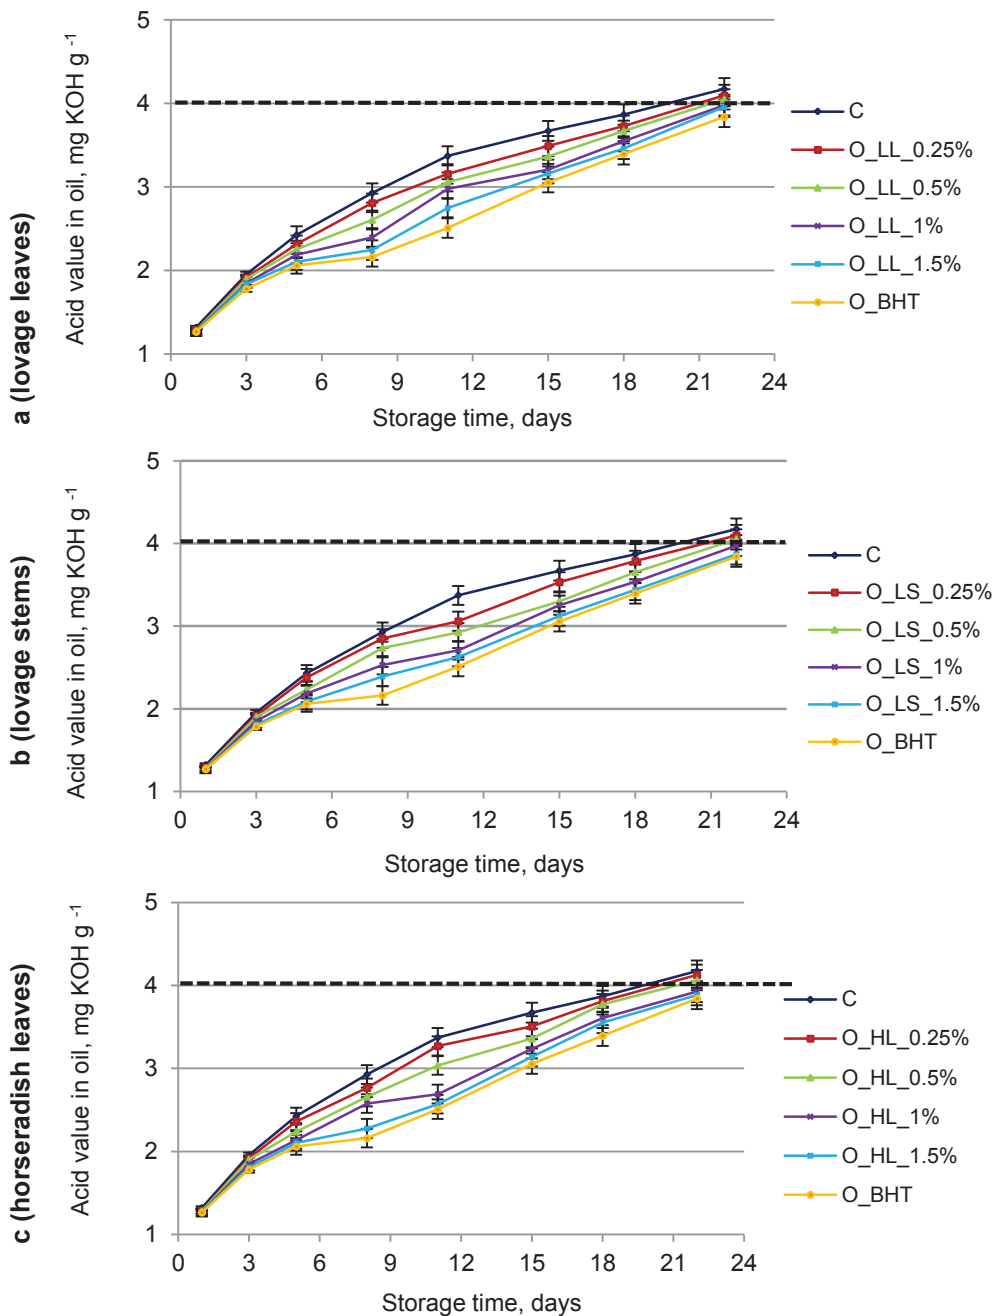 a (lovage leaves)
Acid value in oil, mg KOH g -1
5
4
3
2
1
0 3 6 9 12 15 18 21 24
Storage time, days
C
O_LL_0.25%
O_LL_0.5%
O_LL_1%
O_LL_1.5%
O_BHT
b (lovage stems)
Acid value in oil, mg KOH g -1
5
4
3
2
1
0 3 6 9 12 15 18 21 24
Storage time, days
C
O_LS_0.25%
O_LS_0.5%
O_LS_1%
O_LS_1.5%
O_BHT
c (horseradish leaves)
Acid value in oil, mg KOH g -1
5
4
3
2
1
0 3 6 9 12 15 18 21 24
Storage time, days
C
O_HL_0.25%
O_HL_0.5%
O_HL_1%
O_HL_1.5%
O_BHT